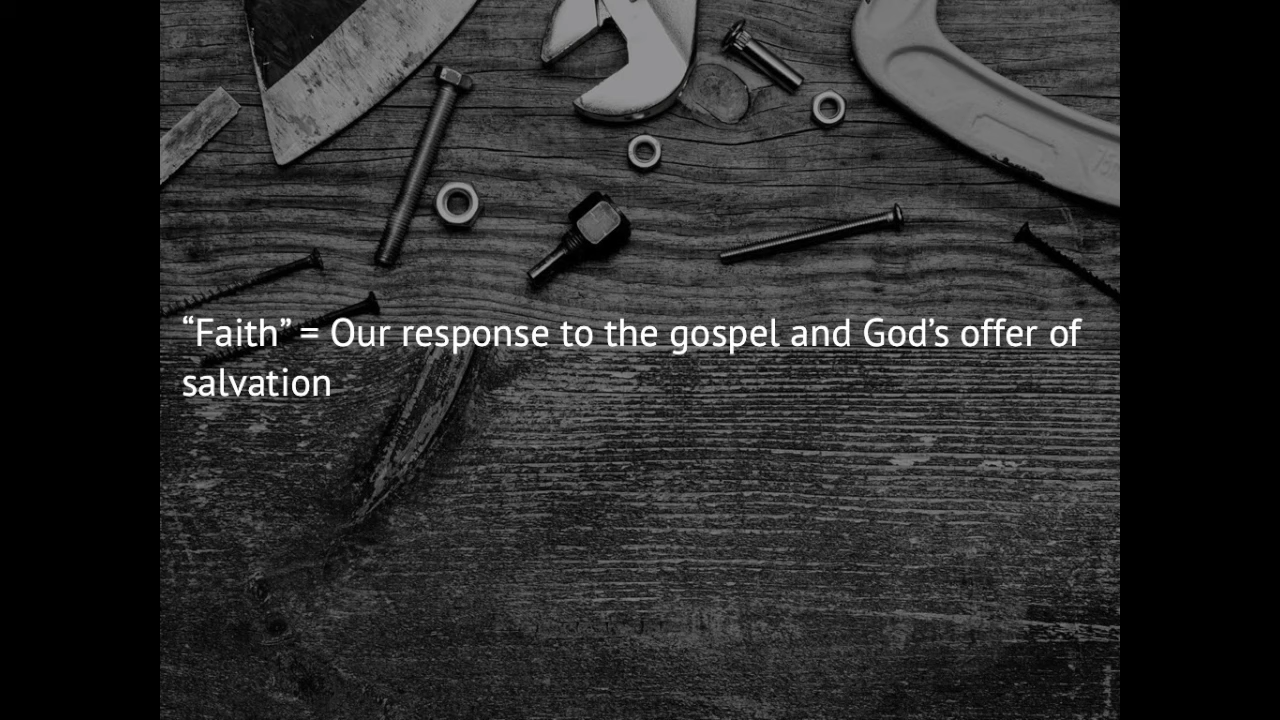 “Faith” = Our response to the gospel and God’s offer of
salvation